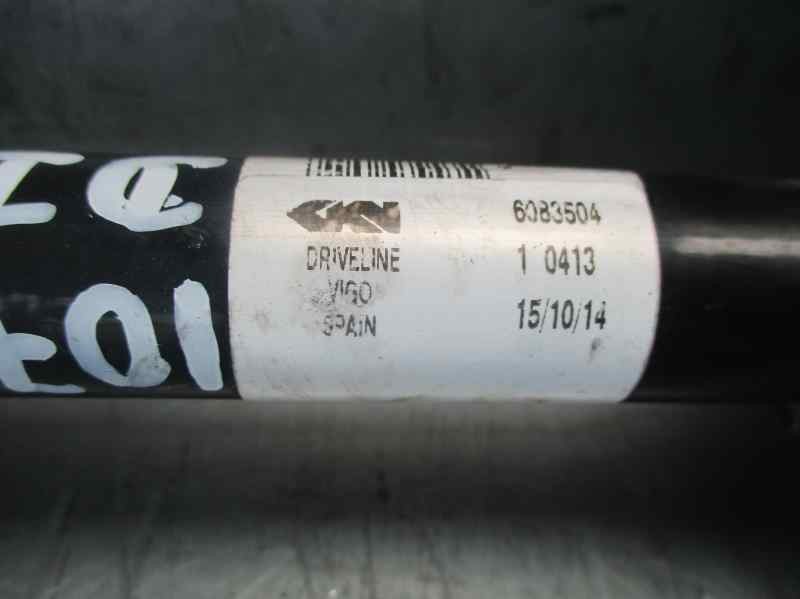 GKN
6083504
DRIVELINE
1 0413
VIGO
SPAIN
15/10/14